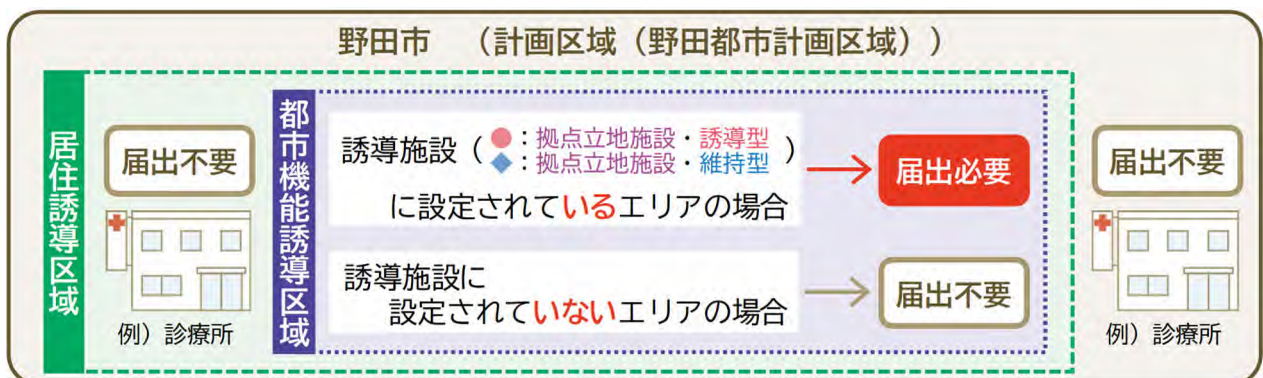 野田市 （計画区域（野田都市計画区域））
居住誘導区域
届出不要
例）診療所
都市機能誘導区域
誘導施設（●：拠点立地施設・誘導型
◆：拠点立地施設・維持型）
に設定されているエリアの場合
届出必要
誘導施設に
設定されていないエリアの場合
届出不要
届出不要
例）診療所